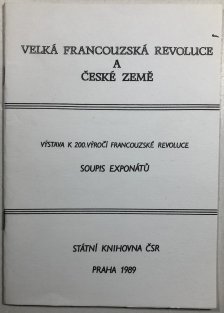 VELKÁ FRANCOUZSKÁ REVOLUCE
A
ČESKÉ ZEMĚ
VÝSTAVA K 200.VÝROČÍ FRANCOUZSKÉ REVOLUCE
SOUPIS EXPONÁTŮ
STÁTNÍ KNIHOVNA ČSR
PRAHA 1989